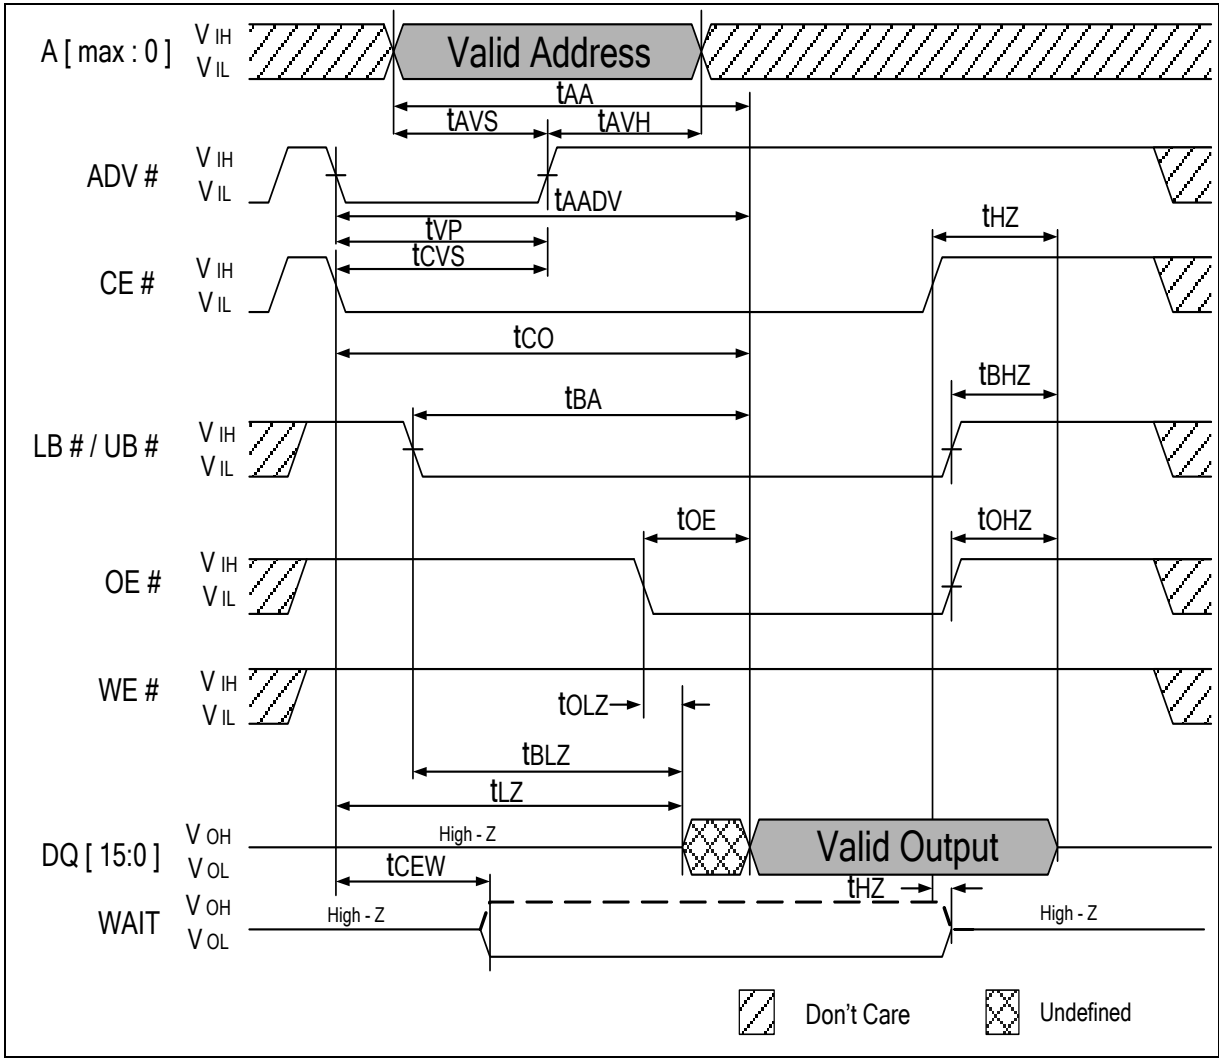 A [ max : 0 ]
V IH
V IL
Valid Address
tAA
tAVS
tAVH
ADV #
V IH
V IL
tAADV
tVP
tCVS
tHZ
CE #
V IH
V IL
tCO
tBHZ
tBA
LB # / UB #
V IH
V IL
tOE
tOHZ
OE #
V IH
V IL
WE #
V IH
V IL
tOLZ
tBLZ
tLZ
DQ [ 15:0 ]
V OH
V OL
High - Z
Valid Output
tCEW
tHZ
WAIT
V OH
V OL
High - Z
High - Z
Don't Care
Undefined